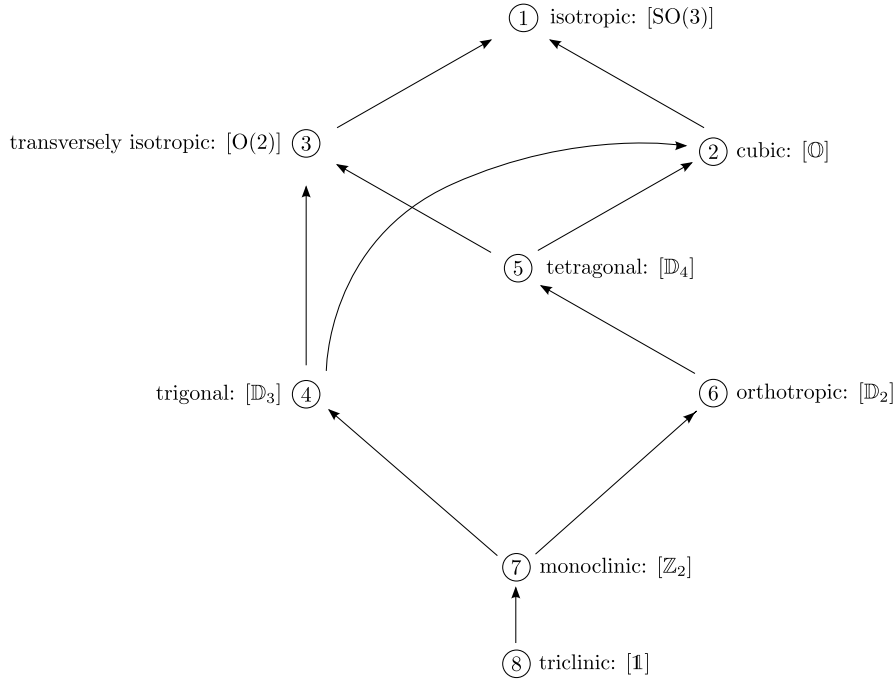 ① isotropic: [SO(3)]
transversely isotropic: [O(2)] ③
② cubic: [𝕆]
⑤ tetragonal: [𝔻₄]
trigonal: [𝔻₃] ④
⑥ orthotropic: [𝔻₂]
⑦ monoclinic: [ℤ₂]
⑧ triclinic: [𝟙]